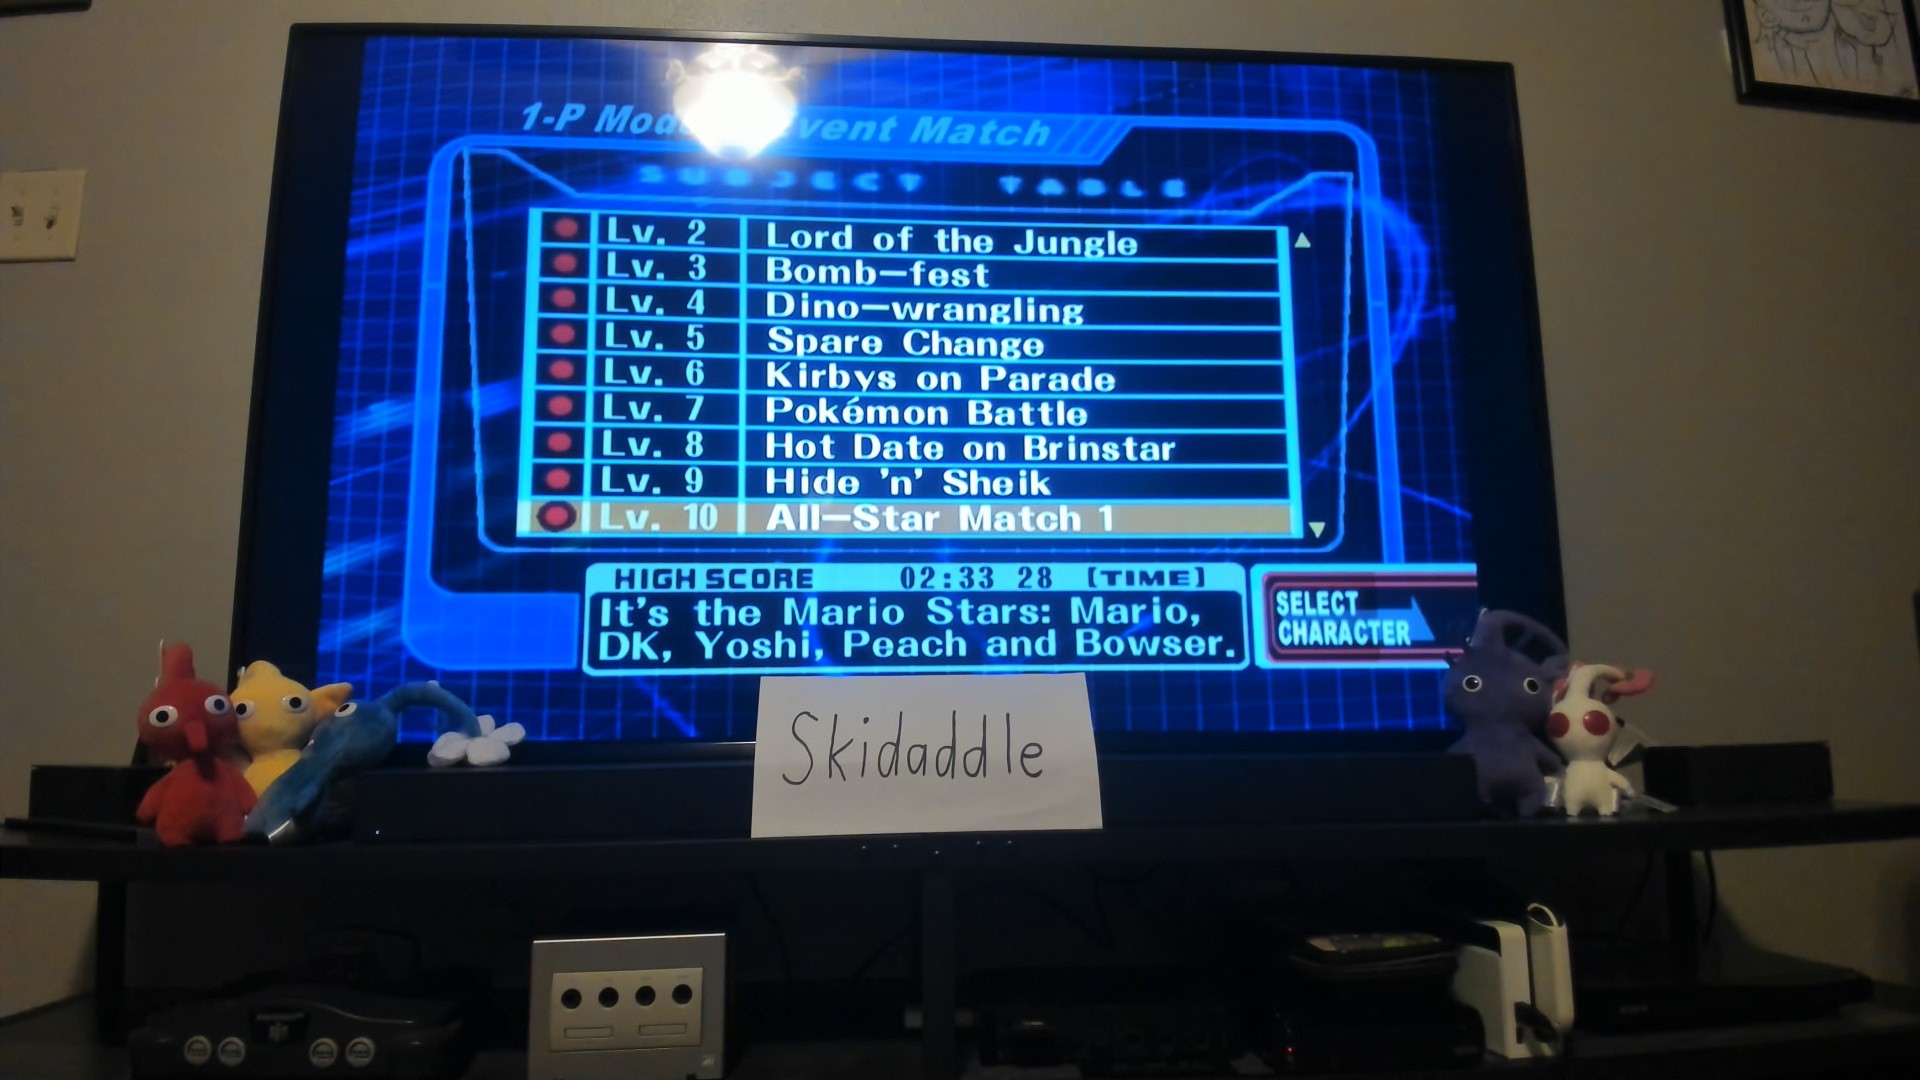 1-P Mode Event Match
SUBJECT TABLE
Lv. 2 Lord of the Jungle
Lv. 3 Bomb-fest
Lv. 4 Dino-wrangling
Lv. 5 Spare Change
Lv. 6 Kirbys on Parade
Lv. 7 Pokémon Battle
Lv. 8 Hot Date on Brinstar
Lv. 9 Hide 'n' Sheik
Lv. 10 All-Star Match 1
HIGH SCORE 02:33 28 [TIME]
It's the Mario Stars: Mario,
DK, Yoshi, Peach and Bowser.
SELECT
CHARACTER
Skidaddle